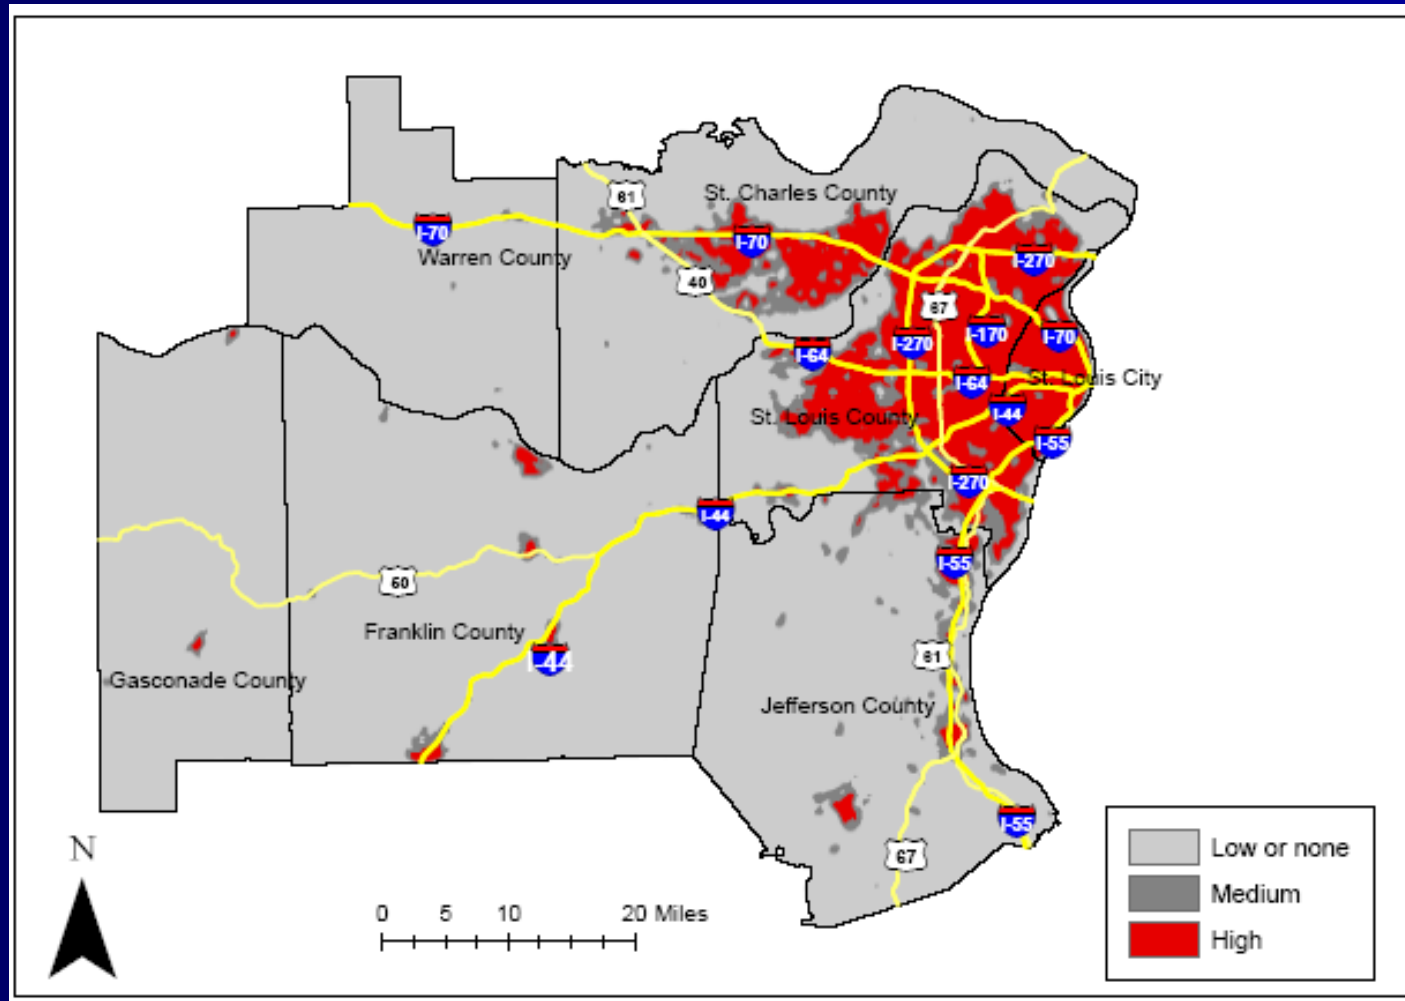 61
St. Charles County
I-70
I-70
Warren County
40
I-270
67
I-270
I-170
I-70
I-64
I-64
St. Louis City
St. Louis County
I-44
I-55
I-270
I-44
I-55
60
Franklin County
I-44
61
Gasconade County
Jefferson County
I-55
67
N
0 5 10 20 Miles
Low or none
Medium
High